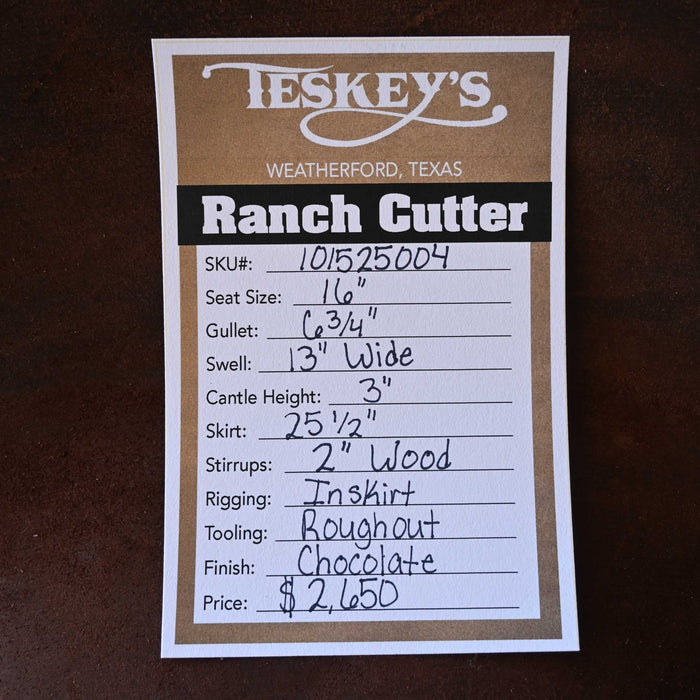 TESKEY'S
WEATHERFORD, TEXAS
Ranch Cutter
SKU#: 101525004
Seat Size: 16"
Gullet: 6 3/4"
Swell: 13" Wide
Cantle Height: 3"
Skirt: 25 1/2"
Stirrups: 2" Wood
Rigging: Inskirt
Tooling: Roughout
Finish: Chocolate
Price: $2,650